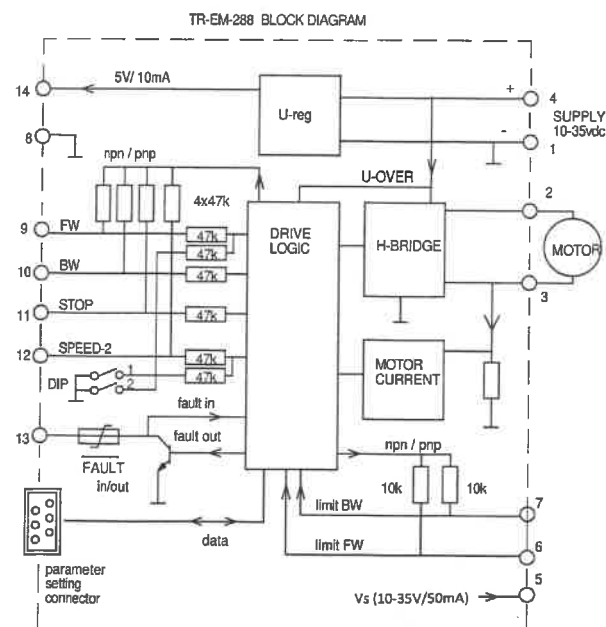 TR-EM-288 BLOCK DIAGRAM
14
5V/ 10mA
U-reg
+
4
SUPPLY
10-35vdc
-
1
8
npn / pnp
U-OVER
4x47k
2
9
FW
47k
47k
DRIVE
LOGIC
H-BRIDGE
MOTOR
10
BW
47k
3
11
STOP
47k
12
SPEED-2
47k
47k
DIP
1
2
MOTOR
CURRENT
13
fault in
fault out
FAULT
in/out
npn / pnp
10k
10k
limit BW
7
data
limit FW
6
parameter
setting
connector
5
Vs (10-35V/50mA)